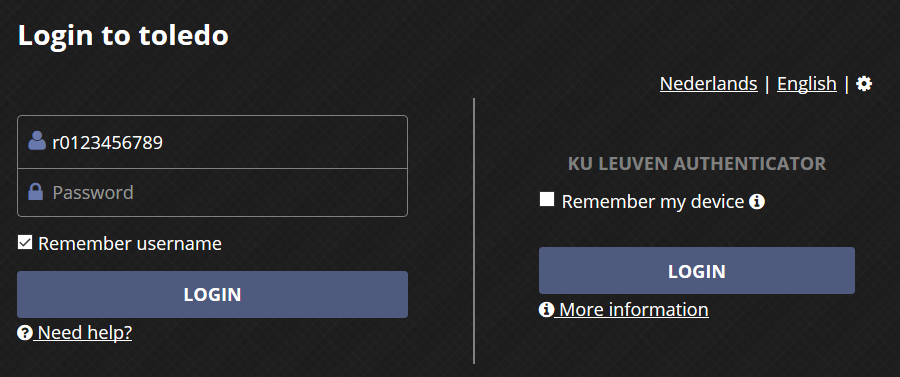 Login to toledo
Nederlands | English |
r0123456789
Password
Remember username
LOGIN
Need help?
KU LEUVEN AUTHENTICATOR
Remember my device
LOGIN
More information